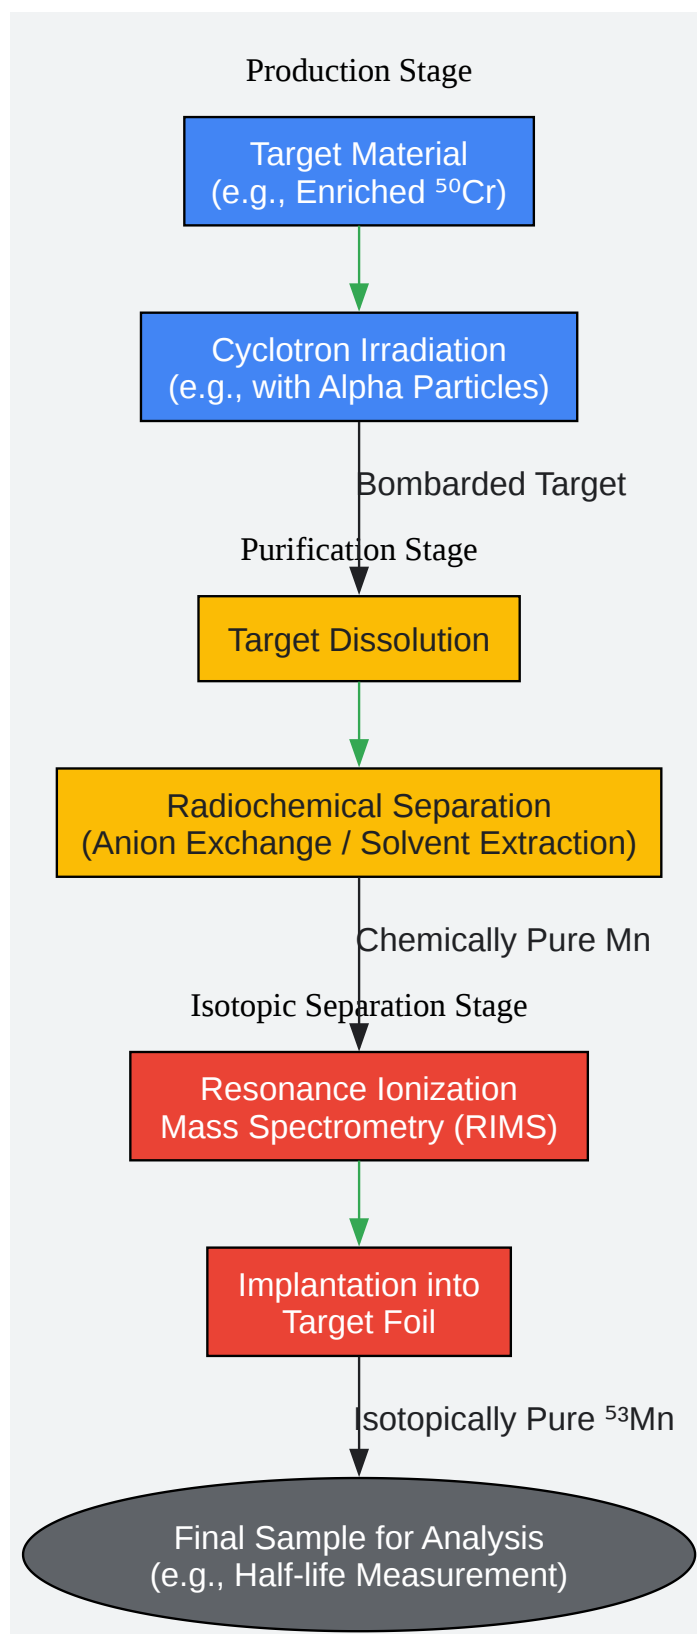 Production Stage
Target Material
(e.g., Enriched ⁵⁰Cr)
Cyclotron Irradiation
(e.g., with Alpha Particles)
Bombarded Target
Purification Stage
Target Dissolution
Radiochemical Separation
(Anion Exchange / Solvent Extraction)
Chemically Pure Mn
Isotopic Separation Stage
Resonance Ionization
Mass Spectrometry (RIMS)
Implantation into
Target Foil
Isotopically Pure ⁵³Mn
Final Sample for Analysis
(e.g., Half-life Measurement)